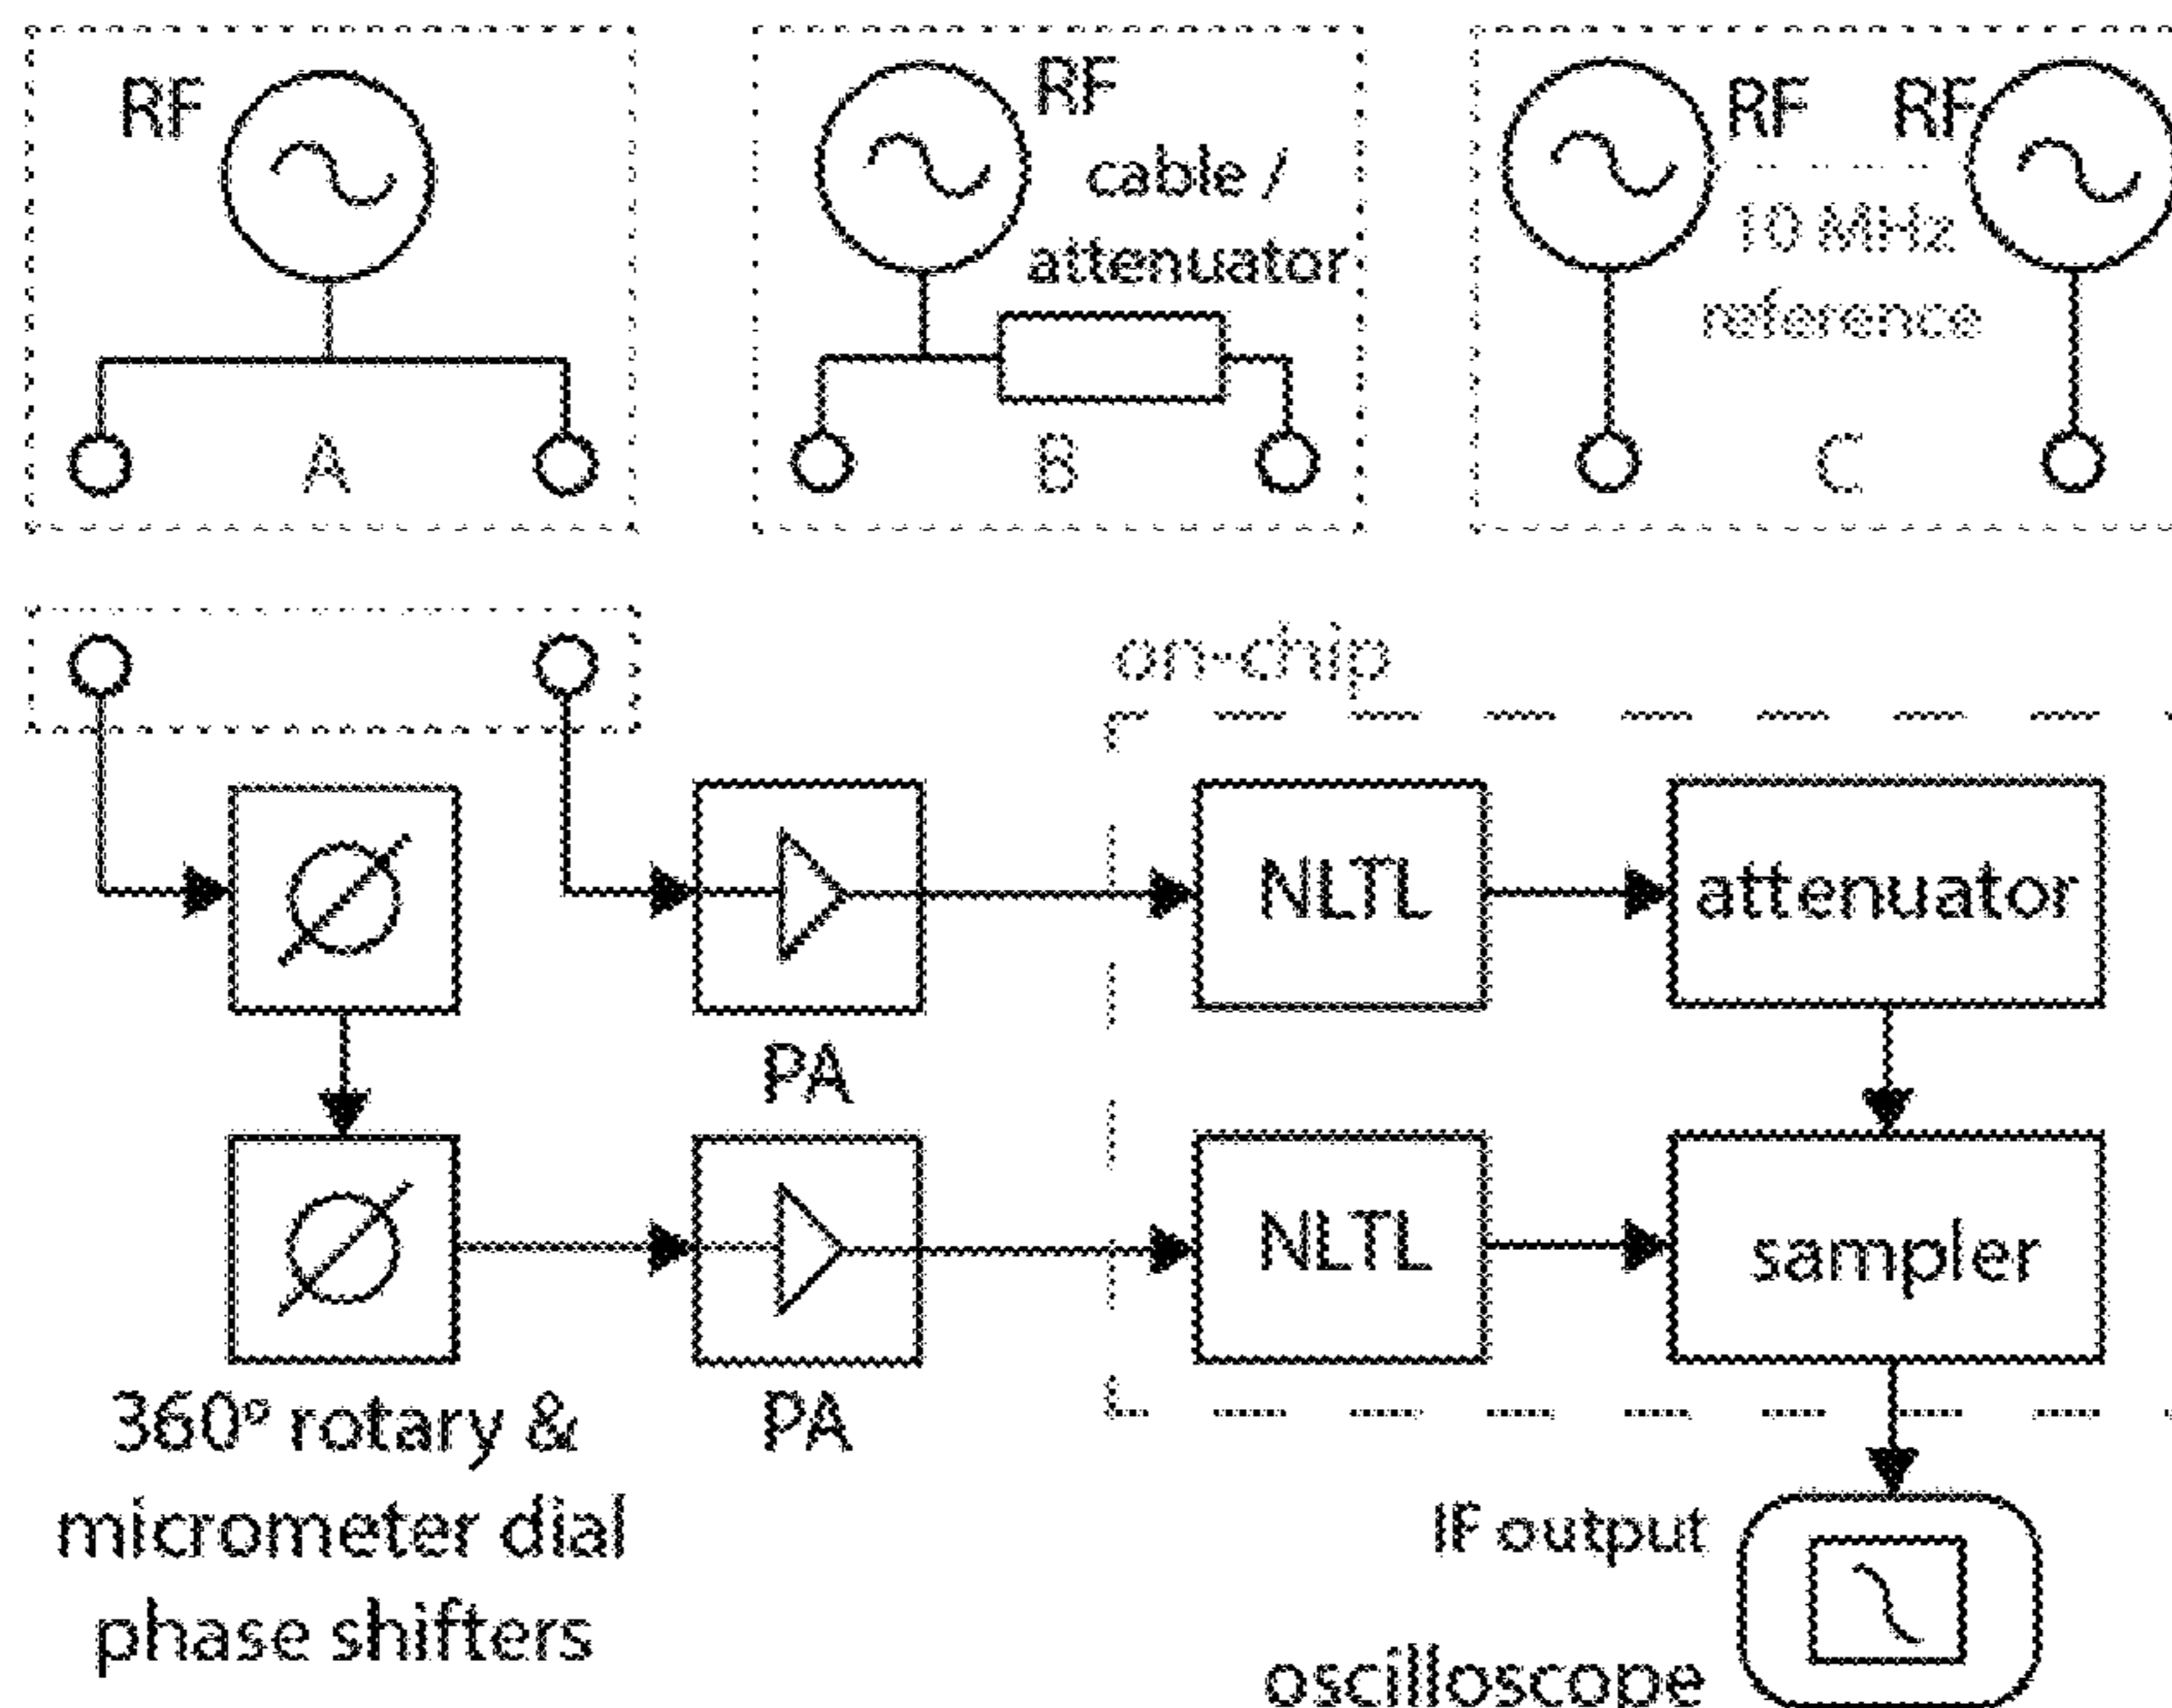 RF
A
RF
cable /
attenuator
B
RF RF
10 MHz
reference
C
on-chip
NLTL
attenuator
PA
NLTL
sampler
PA
360º rotary &
micrometer dial
phase shifters
IF output
oscilloscope